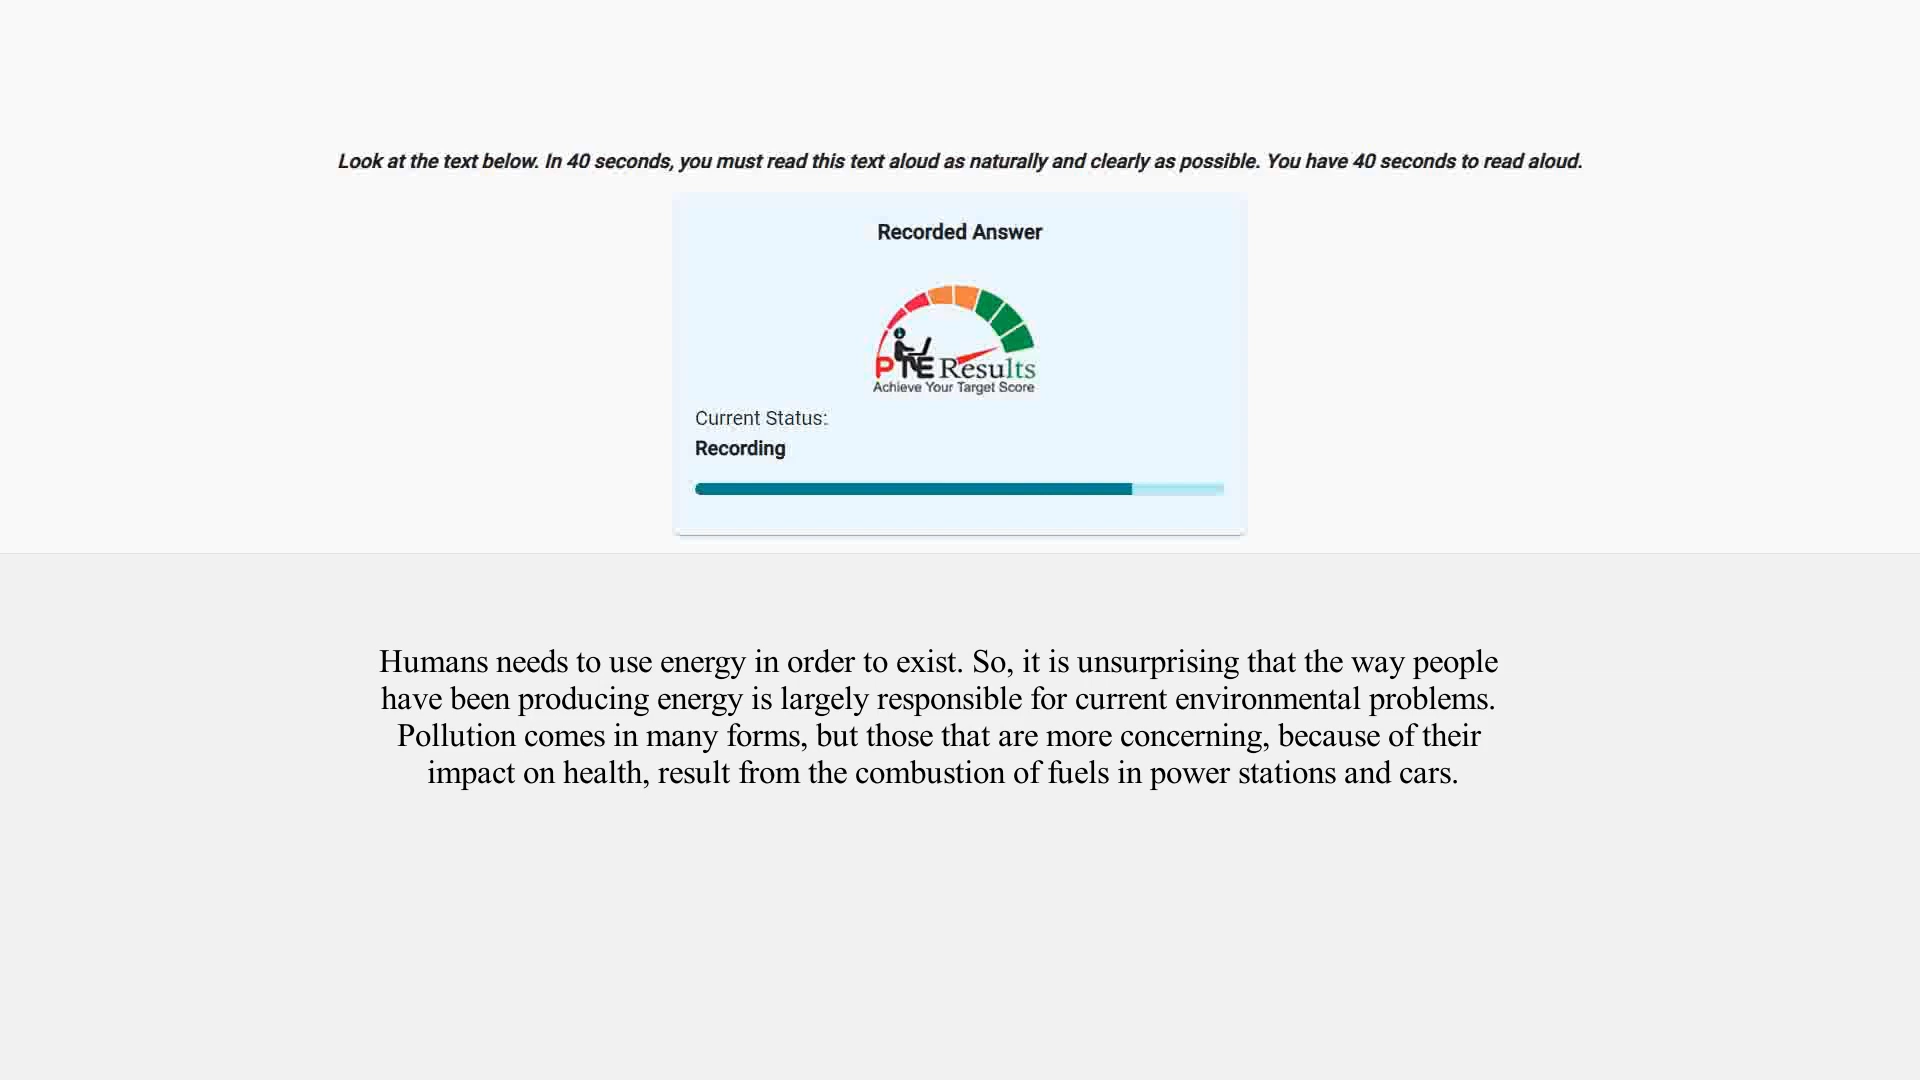 Look at the text below. In 40 seconds, you must read this text aloud as naturally and clearly as possible. You have 40 seconds to read aloud.
Recorded Answer
PTE Results
Achieve Your Target Score
Current Status:
Recording
Humans needs to use energy in order to exist. So, it is unsurprising that the way people
have been producing energy is largely responsible for current environmental problems.
Pollution comes in many forms, but those that are more concerning, because of their
impact on health, result from the combustion of fuels in power stations and cars.